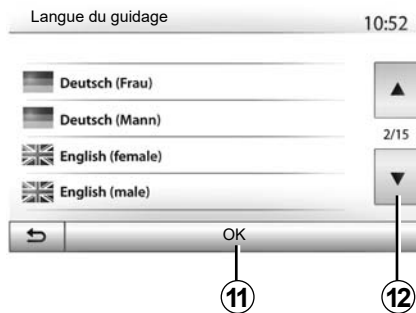 Langue du guidage
10:52
Deutsch (Frau)
Deutsch (Mann)
2/15
English (female)
English (male)
OK
11
12